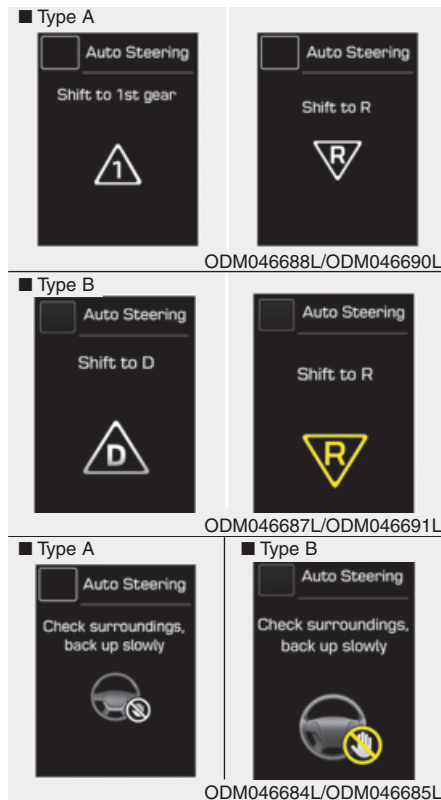 ■ Type A
Auto Steering
Shift to 1st gear
1
Auto Steering
Shift to R
R
ODM046688L/ODM046690L
■ Type B
Auto Steering
Shift to D
D
Auto Steering
Shift to R
R
ODM046687L/ODM046691L
■ Type A
Auto Steering
Check surroundings,
back up slowly
■ Type B
Auto Steering
Check surroundings,
back up slowly
ODM046684L/ODM046685L